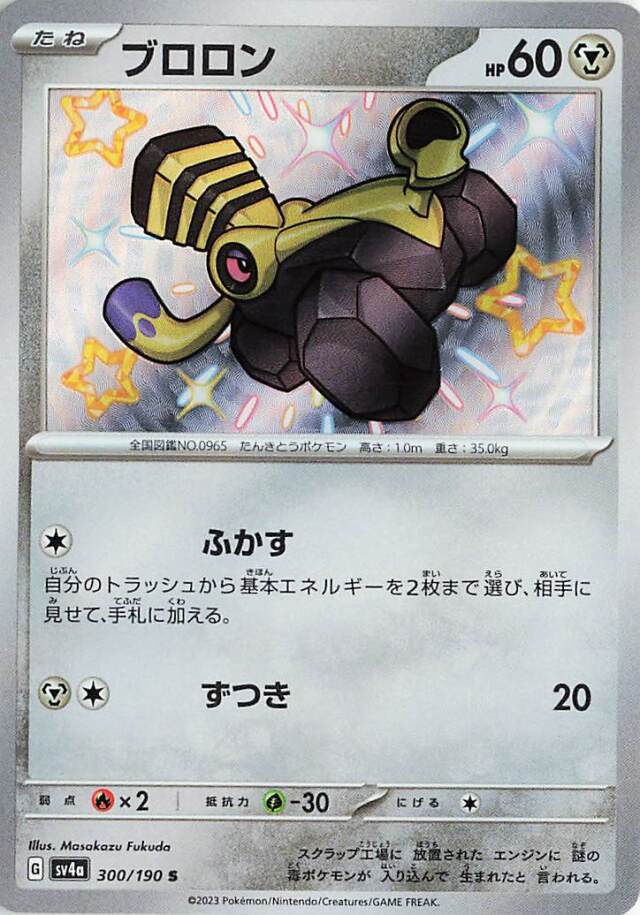 たね ブロロン HP60
全国図鑑NO.0965 たんきとうポケモン 高さ：1.0m 重さ：35.0kg
ふかす
自分のトラッシュから基本エネルギーを2枚まで選び、相手に
見せて、手札に加える。
ずつき 20
弱点 ×2 抵抗力 -30 にげる
Illus. Masakazu Fukuda
G sv4a 300/190 S
スクラップ工場に 放置された エンジンに 謎の
毒ポケモンが 入り込んで 生まれたと 言われる。
©2023 Pokémon/Nintendo/Creatures/GAME FREAK.